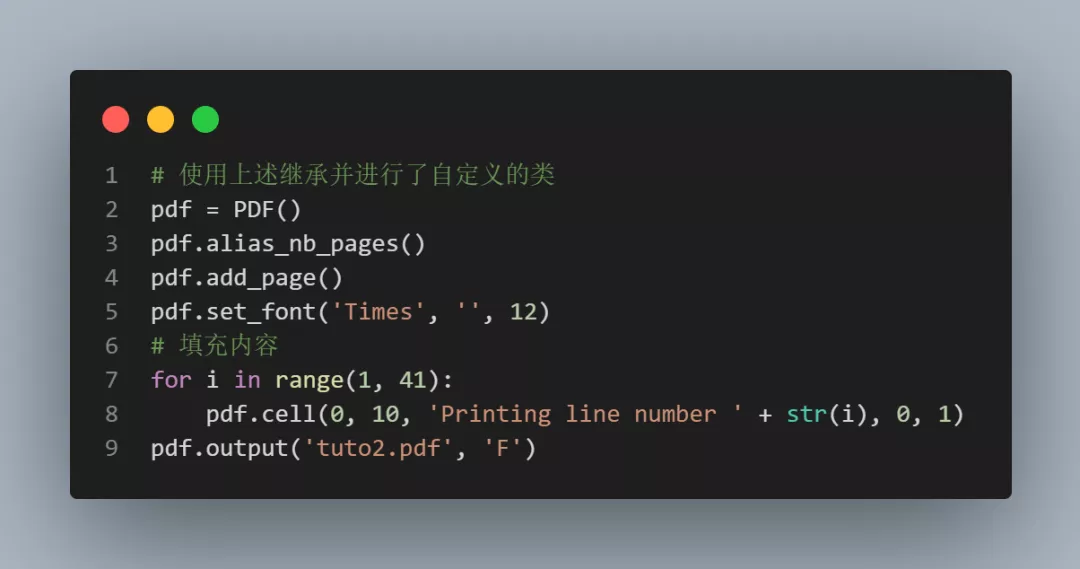 1 # 使用上述继承并进行了自定义的类
2 pdf = PDF()
3 pdf.alias_nb_pages()
4 pdf.add_page()
5 pdf.set_font('Times', '', 12)
6 # 填充内容
7 for i in range(1, 41):
8     pdf.cell(0, 10, 'Printing line number ' + str(i), 0, 1)
9 pdf.output('tuto2.pdf', 'F')